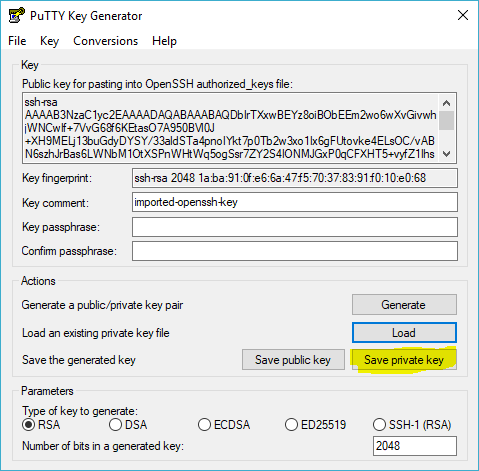 PuTTY Key Generator
File Key Conversions Help
Key
Public key for pasting into OpenSSH authorized_keys file:
ssh-rsa
AAAAB3NzaC1yc2EAAAADAQABAAABAQDbIrTXxwBEYz8oiBObEEm2wo6wXvGivwh
jWNCwIf+7VvG68f6KEtasO7A950BVI0J
+XH9MELj13buGdyDYSY/33aldSTa4pnoIYkt7p0Tb2w3xo1Ix6gFUtovke4ELsOC/vAB
N6szhJrBas6LWNbM1OtXSPnWHtWq5ogSsr7ZY2S4IONMJGxP0qCFXHT5+vyfZ1Ihs
Key fingerprint: ssh-rsa 2048 1a:ba:91:0f:e6:6a:47:f5:70:37:83:91:f0:10:e0:68
Key comment: imported-openssh-key
Key passphrase:
Confirm passphrase:
Actions
Generate a public/private key pair Generate
Load an existing private key file Load
Save the generated key Save public key Save private key
Parameters
Type of key to generate:
RSA DSA ECDSA ED25519 SSH-1 (RSA)
Number of bits in a generated key: 2048